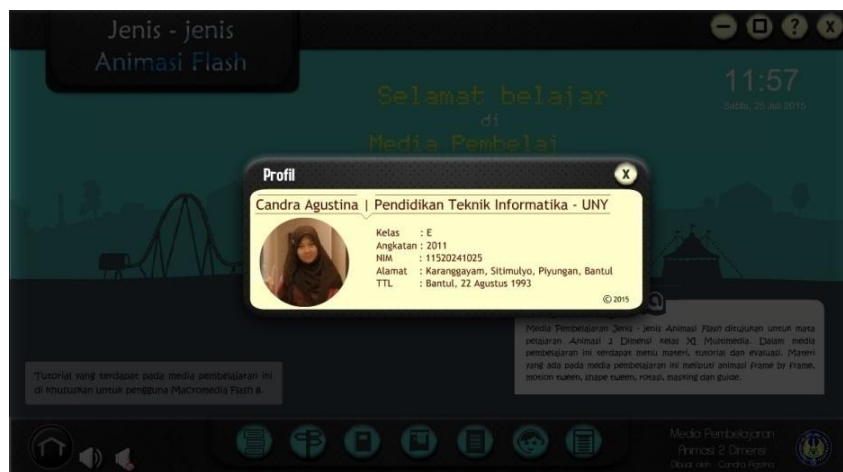 Jenis - jenis
Animasi Flash
11:57
Sabtu, 25 Juli 2015
Selamat belajar
di
Media Pembelaj
Profil
X
Candra Agustina | Pendidikan Teknik Informatika - UNY
Kelas : E
Angkatan : 2011
NIM : 11520241025
Alamat : Karanggayam, Sitimulyo, Piyungan, Bantul
TTL : Bantul, 22 Agustus 1993
© 2015
Media Pembelajaran Jenis - jenis Animasi Flash ditujukan untuk mata
pelajaran Animasi 2 Dimensi kelas XI Multimedia. Dalam media
pembelajaran ini terdapat menu materi, tutorial dan evaluasi. Materi
yang ada pada media pembelajaran ini meliputi animasi frame by frame,
motion tween, shape tween, rotasi, masking dan guide.
Tutorial yang terdapat pada media pembelajaran ini
di khususkan untuk pengguna Macromedia Flash 8.
Media Pembelajaran
Animasi 2 Dimensi
Dibuat oleh : Candra Agustina